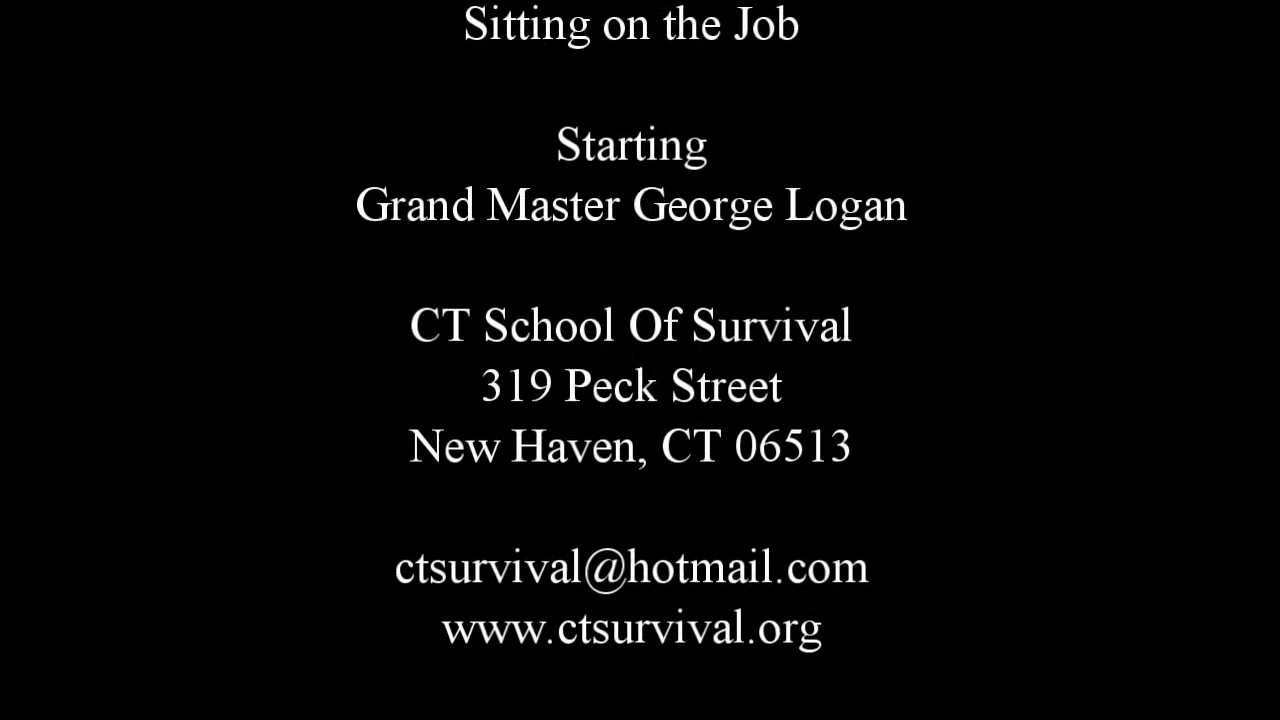 Sitting on the Job
Starting
Grand Master George Logan
CT School Of Survival
319 Peck Street
New Haven, CT 06513
ctsurvival@hotmail.com
www.ctsurvival.org